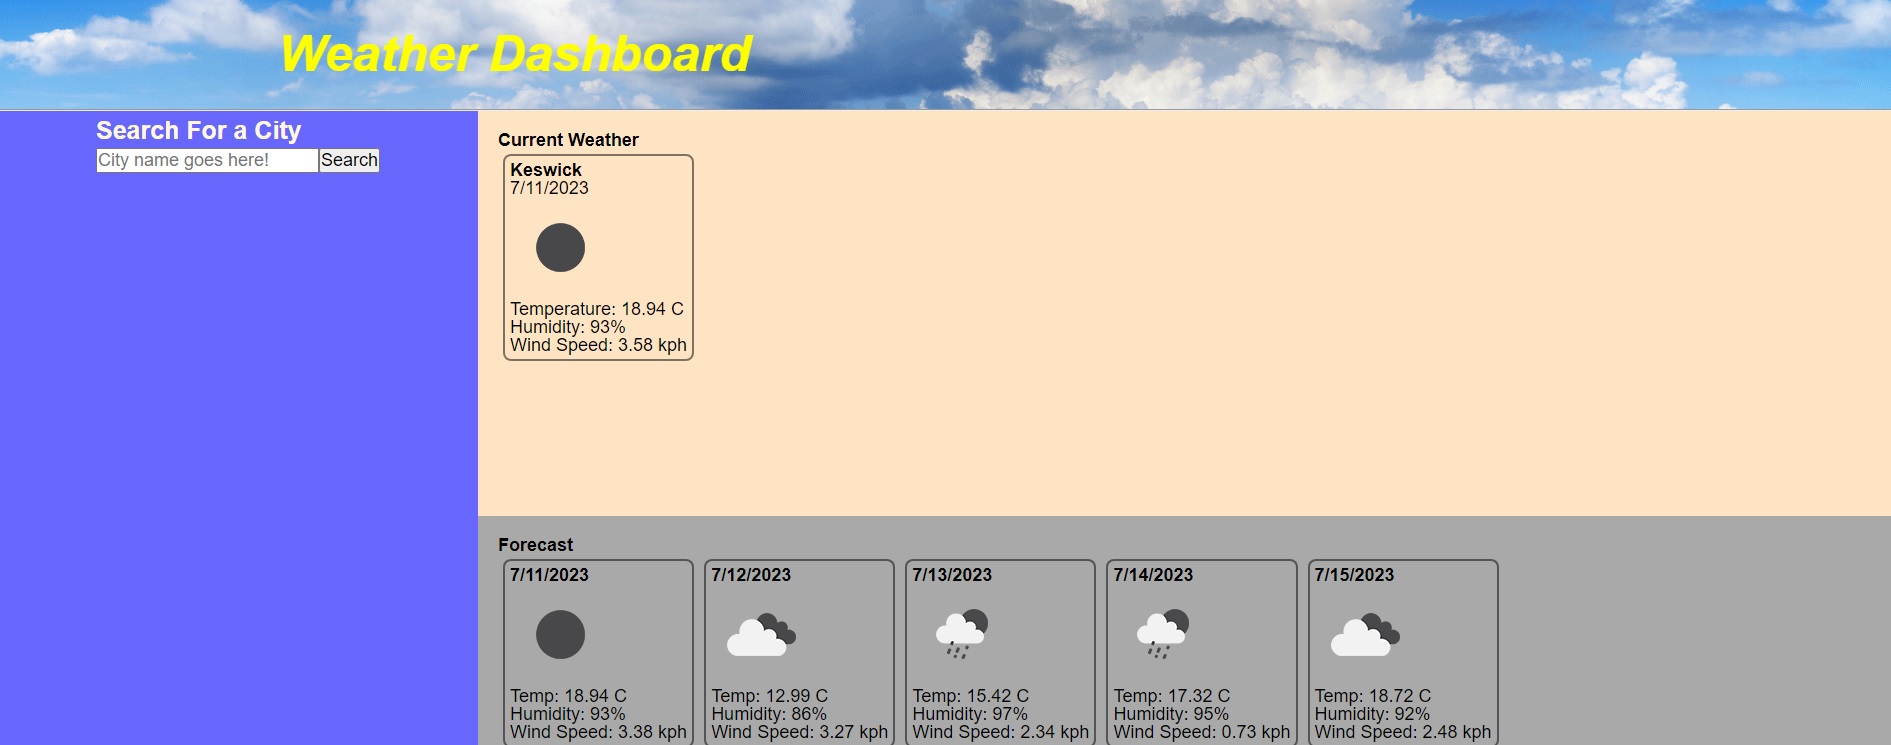 Weather Dashboard
Search For a City
City name goes here!
Search
Current Weather
Keswick
7/11/2023
Temperature: 18.94 C
Humidity: 93%
Wind Speed: 3.58 kph
Forecast
7/11/2023
Temp: 18.94 C
Humidity: 93%
Wind Speed: 3.38 kph
7/12/2023
Temp: 12.99 C
Humidity: 86%
Wind Speed: 3.27 kph
7/13/2023
Temp: 15.42 C
Humidity: 97%
Wind Speed: 2.34 kph
7/14/2023
Temp: 17.32 C
Humidity: 95%
Wind Speed: 0.73 kph
7/15/2023
Temp: 18.72 C
Humidity: 92%
Wind Speed: 2.48 kph